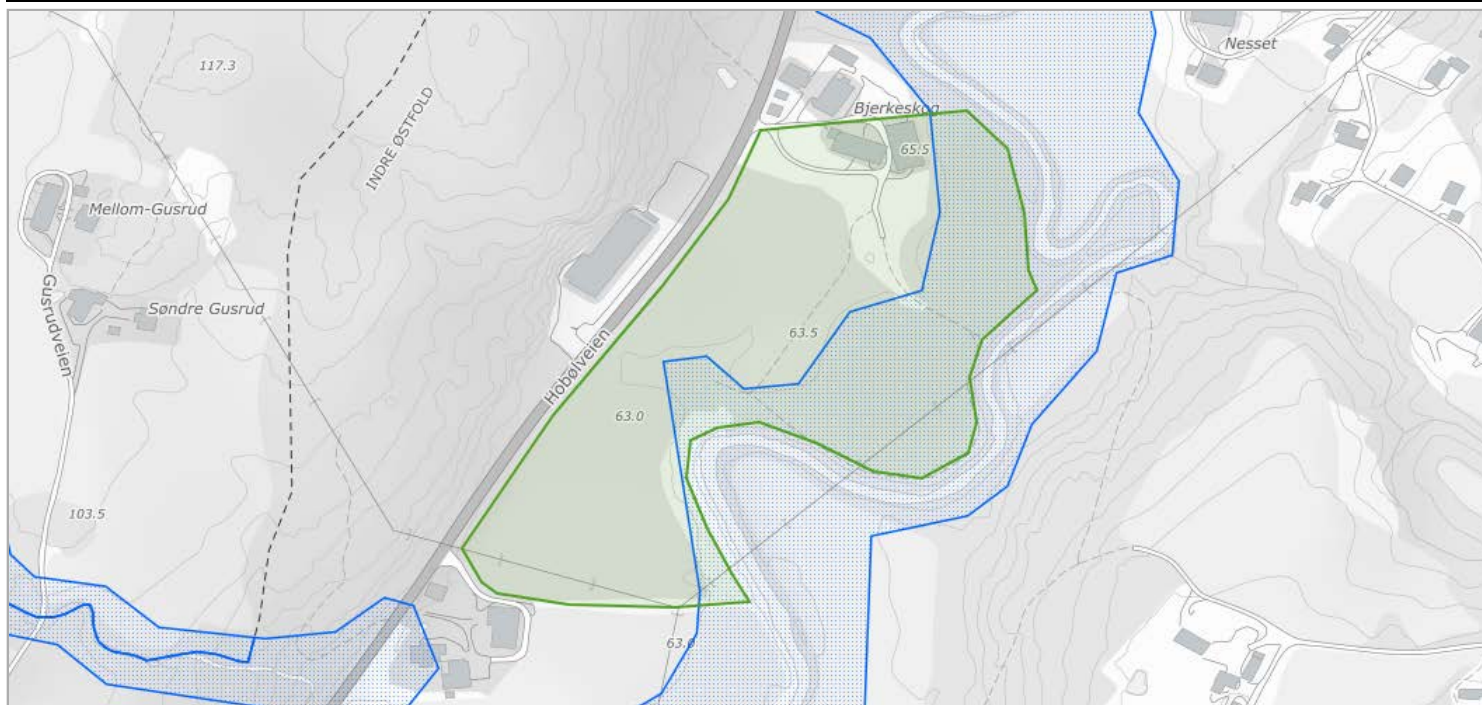 Nesset
117.3
Bjerkeskog
INDRE ØSTFOLD
65.5
Mellom-Gusrud
Gusrudveien
Søndre Gusrud
63.5
Hobølveien
63.0
103.5
63.0